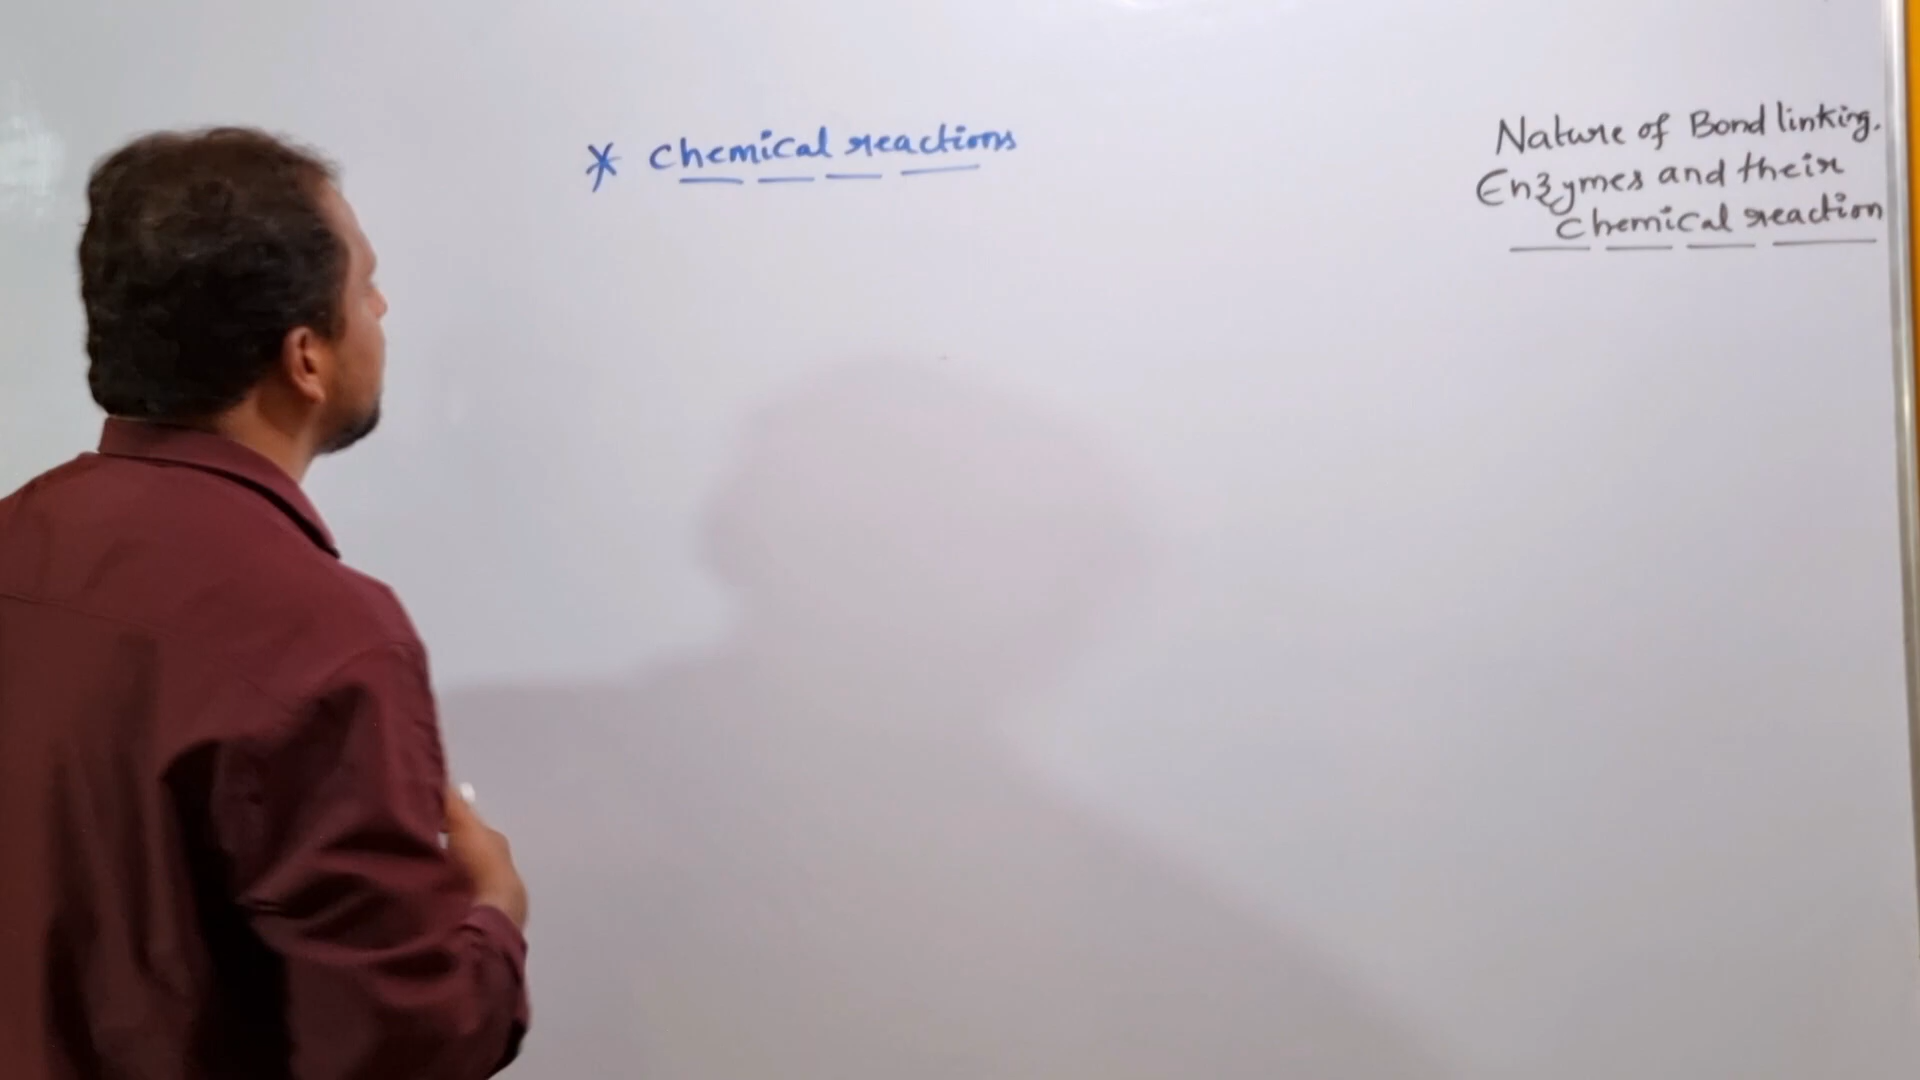 * Chemical reactions
Nature of Bond linking.
Enzymes and their
chemical reaction